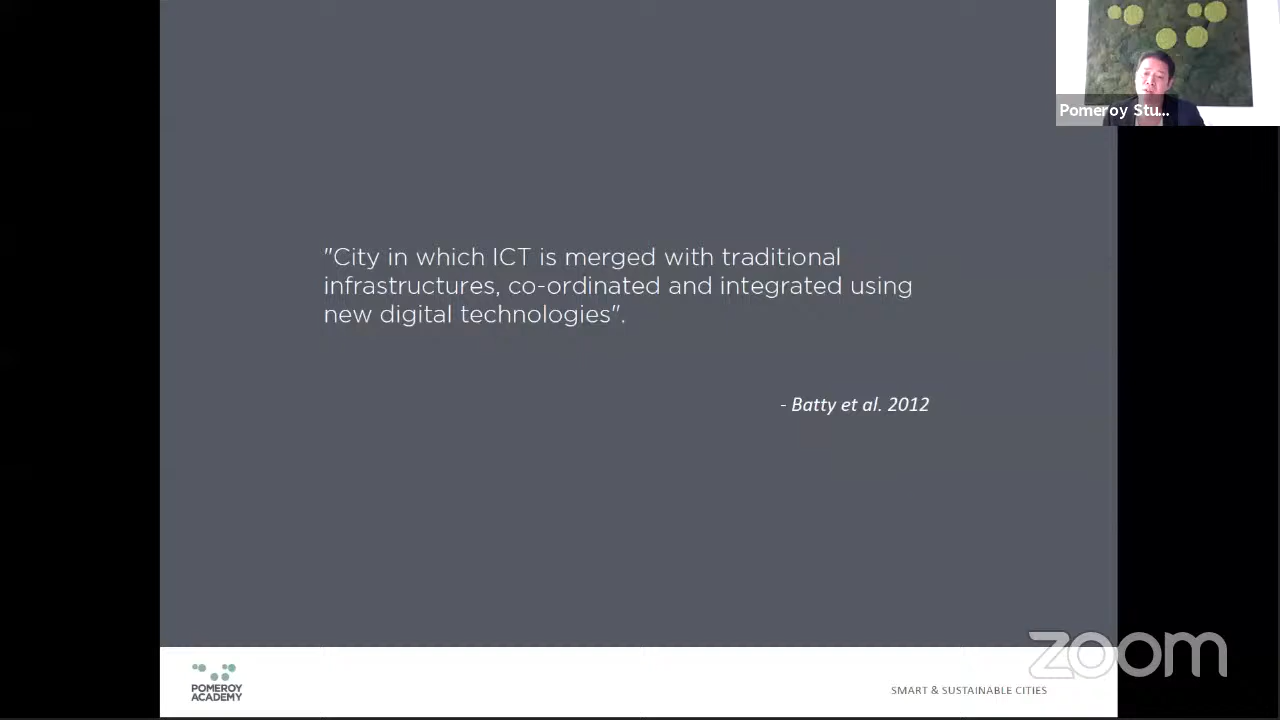 Pomeroy Stu...
"City in which ICT is merged with traditional
infrastructures, co-ordinated and integrated using
new digital technologies".
- Batty et al. 2012
zoom
POMEROY
ACADEMY
SMART & SUSTAINABLE CITIES